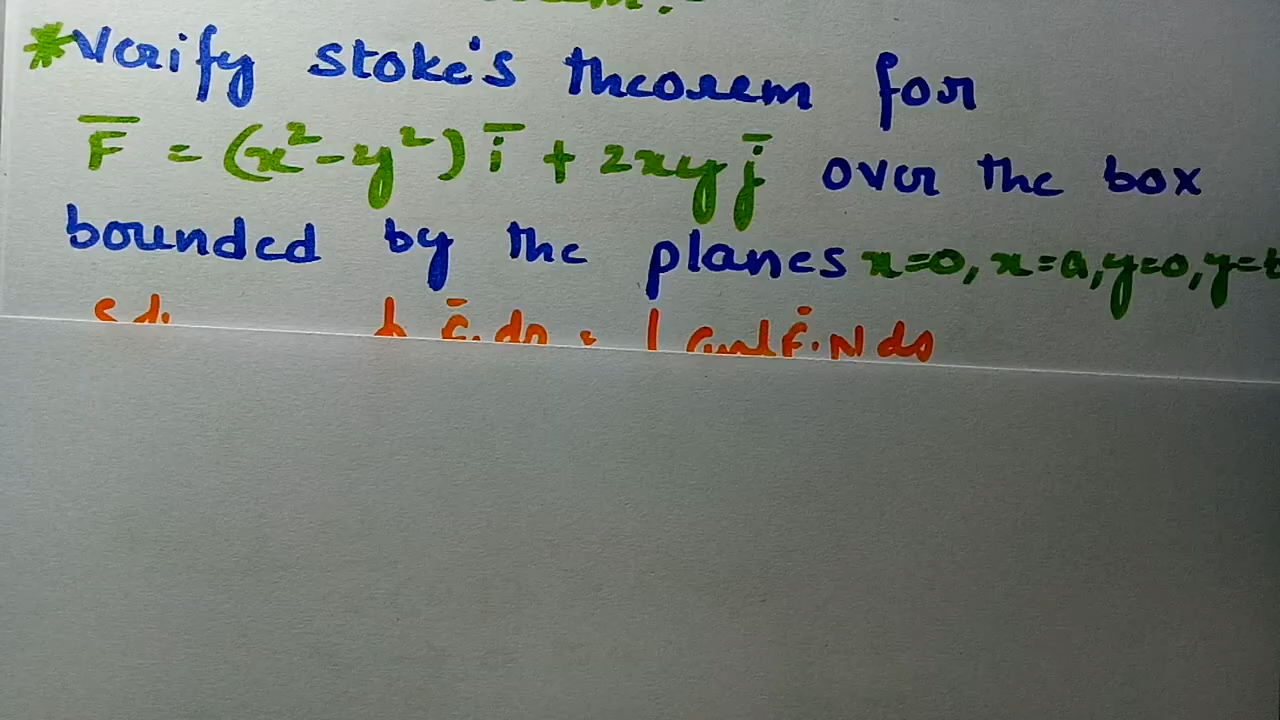 *Verify stoke's theorem for
F̅ = (x²-y²) i̅ + 2xy j̅ over the box
bounded by the planes x=0, x=a, y=0, y=b